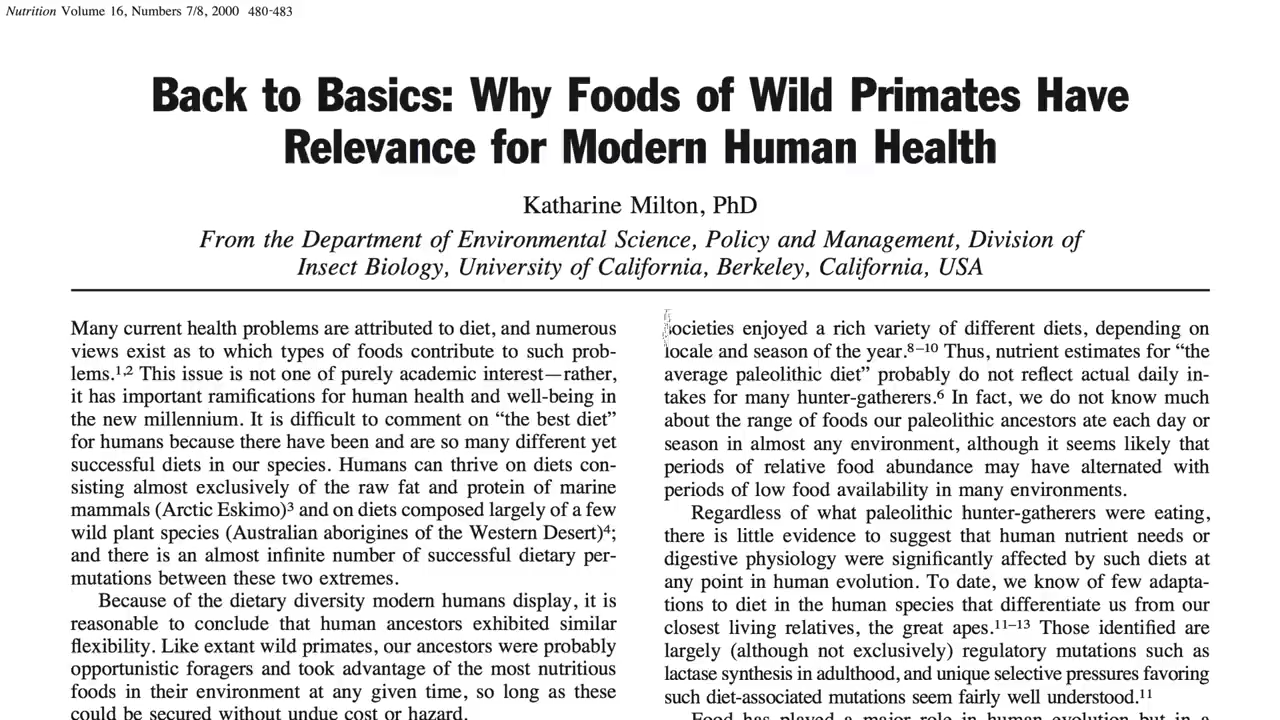 Nutrition Volume 16, Numbers 7/8, 2000 480-483
Back to Basics: Why Foods of Wild Primates Have
Relevance for Modern Human Health
Katharine Milton, PhD
From the Department of Environmental Science, Policy and Management, Division of
Insect Biology, University of California, Berkeley, California, USA
Many current health problems are attributed to diet, and numerous
views exist as to which types of foods contribute to such prob-
lems.1,2 This issue is not one of purely academic interest—rather,
it has important ramifications for human health and well-being in
the new millennium. It is difficult to comment on “the best diet”
for humans because there have been and are so many different yet
successful diets in our species. Humans can thrive on diets con-
sisting almost exclusively of the raw fat and protein of marine
mammals (Arctic Eskimo)3 and on diets composed largely of a few
wild plant species (Australian aborigines of the Western Desert)4;
and there is an almost infinite number of successful dietary per-
mutations between these two extremes.
Because of the dietary diversity modern humans display, it is
reasonable to conclude that human ancestors exhibited similar
flexibility. Like extant wild primates, our ancestors were probably
opportunistic foragers and took advantage of the most nutritious
foods in their environment at any given time, so long as these
could be secured without undue cost or hazard.
societies enjoyed a rich variety of different diets, depending on
locale and season of the year.8–10 Thus, nutrient estimates for “the
average paleolithic diet” probably do not reflect actual daily in-
takes for many hunter-gatherers.6 In fact, we do not know much
about the range of foods our paleolithic ancestors ate each day or
season in almost any environment, although it seems likely that
periods of relative food abundance may have alternated with
periods of low food availability in many environments.
Regardless of what paleolithic hunter-gatherers were eating,
there is little evidence to suggest that human nutrient needs or
digestive physiology were significantly affected by such diets at
any point in human evolution. To date, we know of few adapta-
tions to diet in the human species that differentiate us from our
closest living relatives, the great apes.11–13 Those identified are
largely (although not exclusively) regulatory mutations such as
lactase synthesis in adulthood, and unique selective pressures favoring
such diet-associated mutations seem fairly well understood.11
Food has played a major role in human evolution but in a